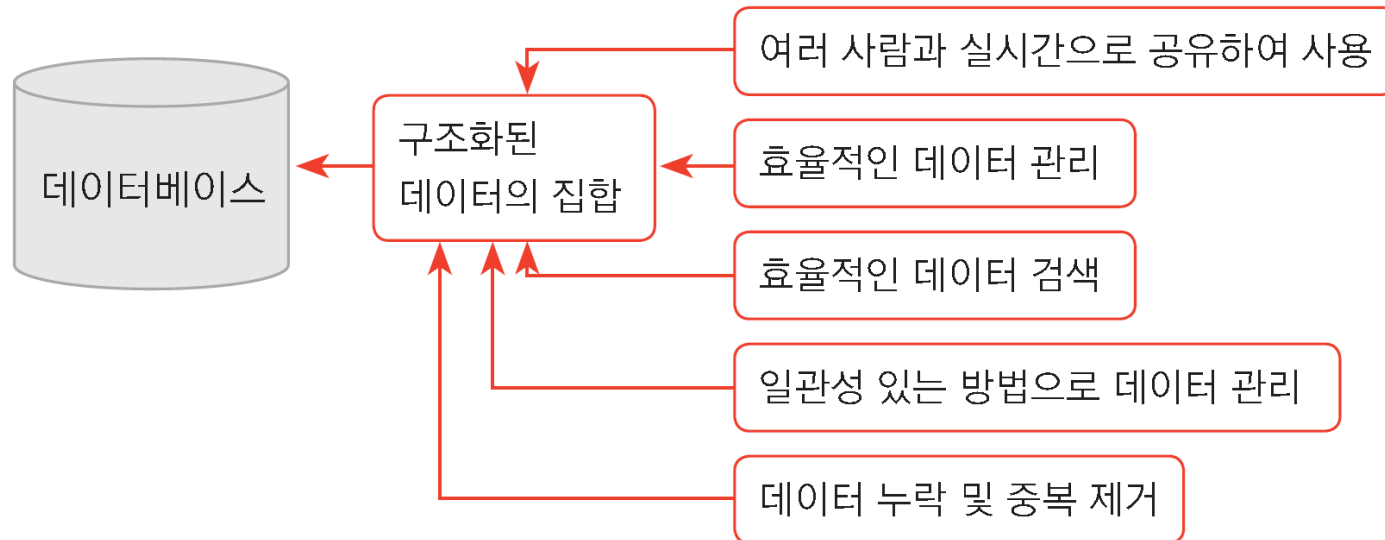 여러 사람과 실시간으로 공유하여 사용
구조화된
데이터의 집합
효율적인 데이터 관리
데이터베이스
효율적인 데이터 검색
일관성 있는 방법으로 데이터 관리
데이터 누락 및 중복 제거